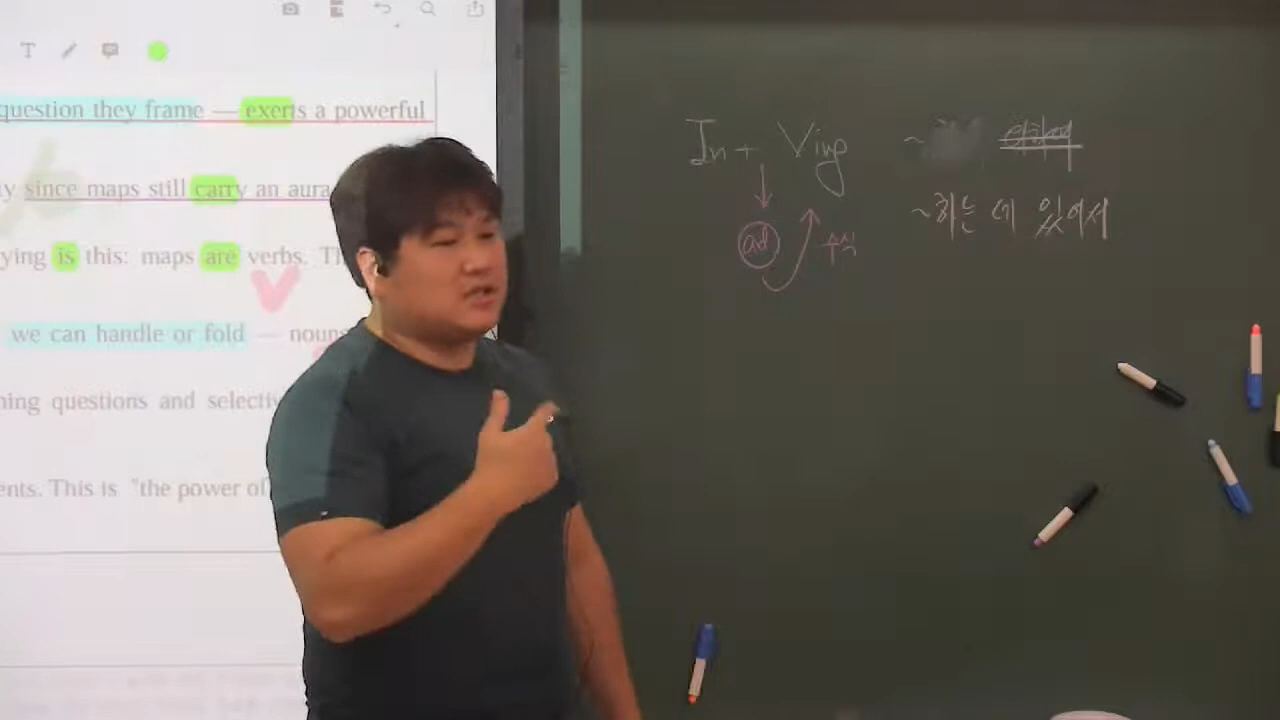 question they frame — exerts a powerful
since maps still carry an aura
ying is this: maps are verbs.
we can handle or fold —
ning questions and
ents. This is "the power of
In + Ving ~
~하는 데 있어서
ad 수식